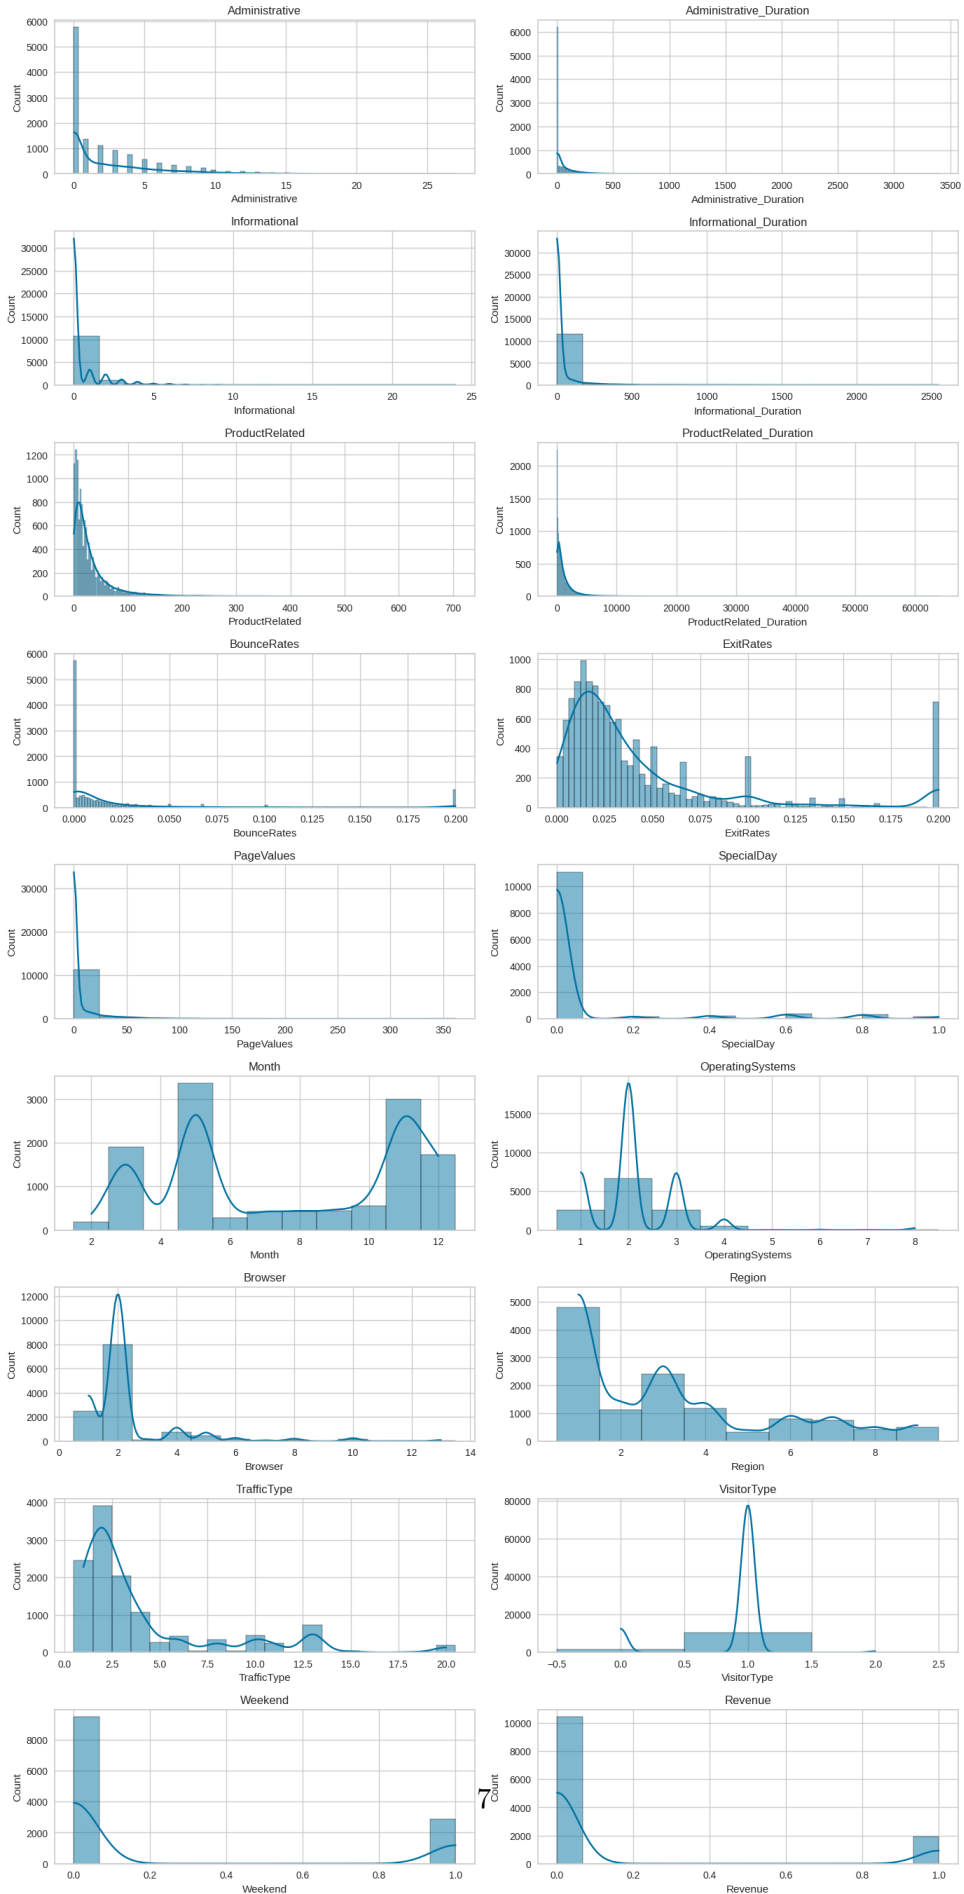 Administrative
6000
5000
4000
3000
2000
1000
0
Count
0 5 10 15 20 25
Administrative
Administrative_Duration
6000
5000
4000
3000
2000
1000
0
Count
0 500 1000 1500 2000 2500 3000 3500
Administrative_Duration
Informational
30000
25000
20000
15000
10000
5000
0
Count
0 5 10 15 20 25
Informational
Informational_Duration
30000
25000
20000
15000
10000
5000
0
Count
0 500 1000 1500 2000 2500
Informational_Duration
ProductRelated
1200
1000
800
600
400
200
0
Count
0 100 200 300 400 500 600 700
ProductRelated
ProductRelated_Duration
2000
1500
1000
500
0
Count
0 10000 20000 30000 40000 50000 60000
ProductRelated_Duration
BounceRates
6000
5000
4000
3000
2000
1000
0
Count
0.000 0.025 0.050 0.075 0.100 0.125 0.150 0.175 0.200
BounceRates
ExitRates
1000
800
600
400
200
0
Count
0.000 0.025 0.050 0.075 0.100 0.125 0.150 0.175 0.200
ExitRates
PageValues
30000
20000
10000
0
Count
0 50 100 150 200 250 300 350
PageValues
SpecialDay
10000
8000
6000
4000
2000
0
Count
0.0 0.2 0.4 0.6 0.8 1.0
SpecialDay
Month
3000
2000
1000
0
Count
2 4 6 8 10 12
Month
OperatingSystems
15000
10000
5000
0
Count
1 2 3 4 5 6 7 8
OperatingSystems
Browser
12000
10000
8000
6000
4000
2000
0
Count
0 2 4 6 8 10 12 14
Browser
Region
5000
4000
3000
2000
1000
0
Count
2 4 6 8
Region
TrafficType
4000
3000
2000
1000
0
Count
0.0 2.5 5.0 7.5 10.0 12.5 15.0 17.5 20.0
TrafficType
VisitorType
80000
60000
40000
20000
0
Count
−0.5 0.0 0.5 1.0 1.5 2.0 2.5
VisitorType
Weekend
8000
6000
4000
2000
0
Count
0.0 0.2 0.4 0.6 0.8 1.0
Weekend
Revenue
10000
8000
6000
4000
2000
0
Count
0.0 0.2 0.4 0.6 0.8 1.0
Revenue
7